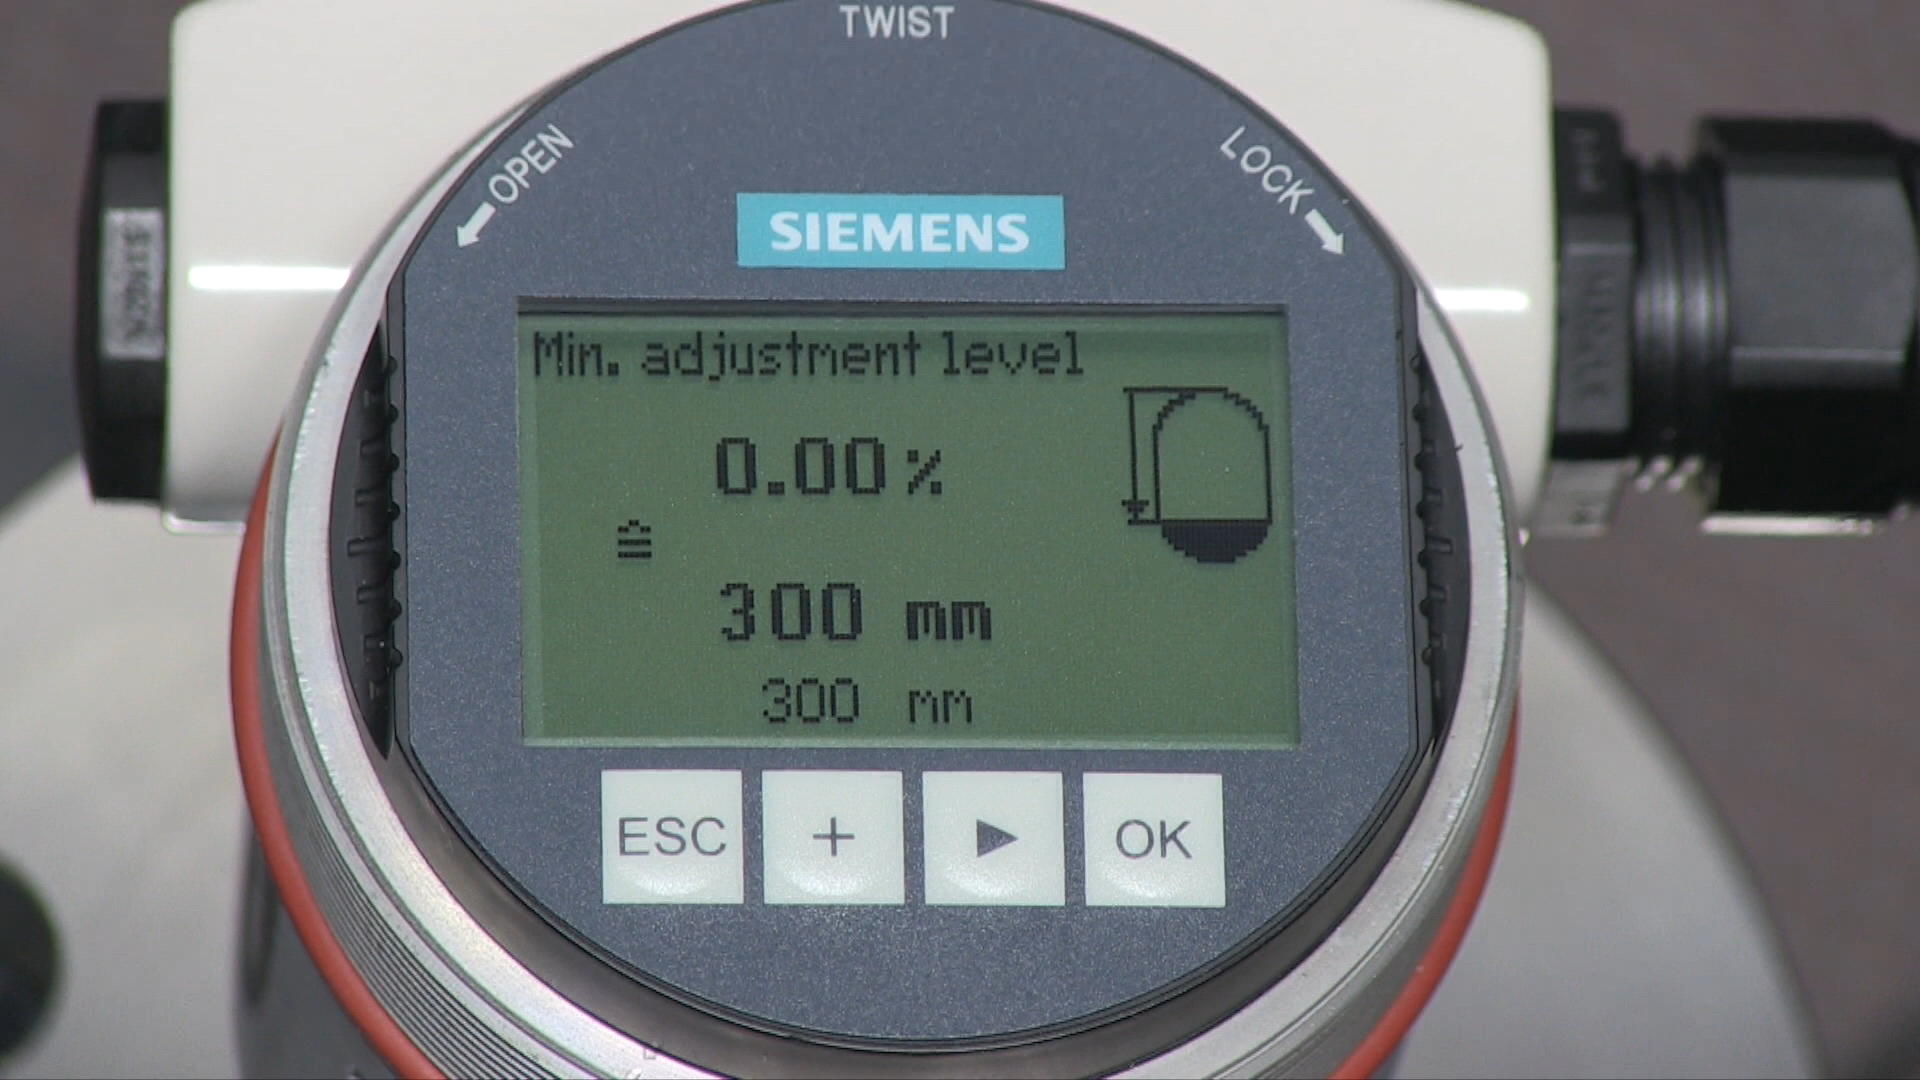 TWIST
OPEN
LOCK
SIEMENS
Min. adjustment level
0.00%
≙
300 mm
300 mm
ESC
+
▶
OK